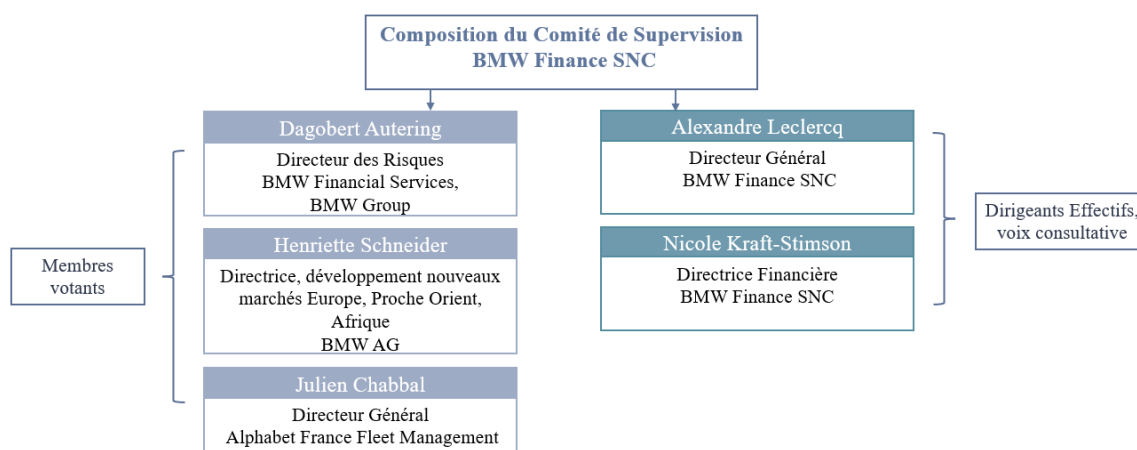 Composition du Comité de Supervision
BMW Finance SNC
Dagobert Autering
Directeur des Risques
BMW Financial Services,
BMW Group
Henriette Schneider
Directrice, développement nouveaux
marchés Europe, Proche Orient,
Afrique
BMW AG
Julien Chabbal
Directeur Général
Alphabet France Fleet Management
Membres
votants
Alexandre Leclercq
Directeur Général
BMW Finance SNC
Nicole Kraft-Stimson
Directrice Financière
BMW Finance SNC
Dirigeants Effectifs,
voix consultative